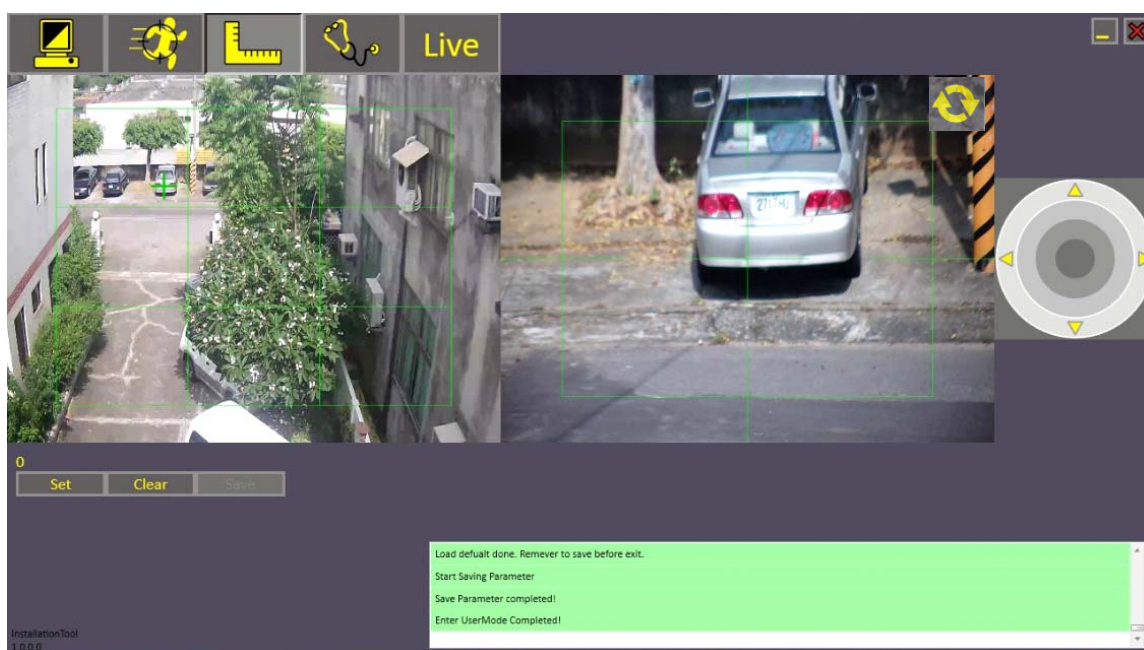 Live
0
Set Clear Save
Load defualt done. Remever to save before exit.
Start Saving Parameter
Save Parameter completed!
Enter UserMode Completed!
InstallationTool
1.0.0.0